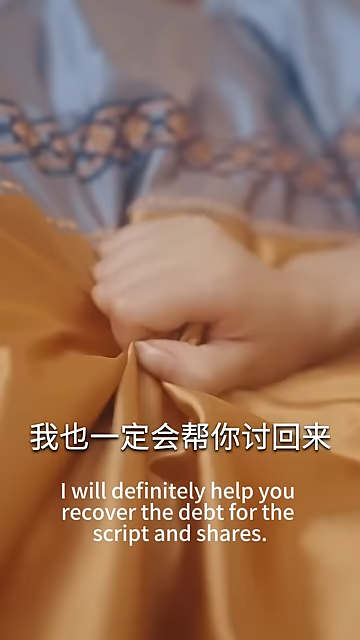 我也一定会帮你讨回来
I will definitely help you
recover the debt for the
script and shares.